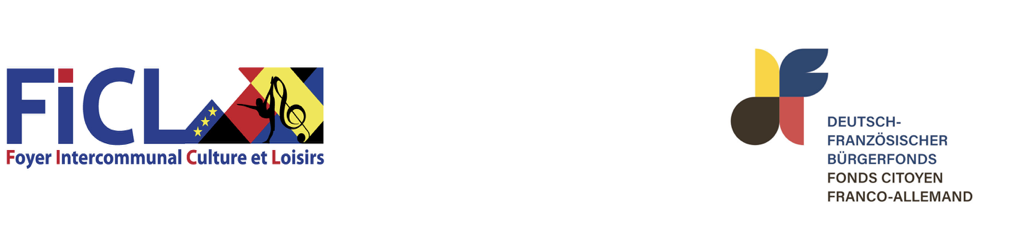 FiCL
Foyer Intercommunal Culture et Loisirs
DEUTSCH-
FRANZÖSISCHER
BÜRGERFONDS
FONDS CITOYEN
FRANCO-ALLEMAND